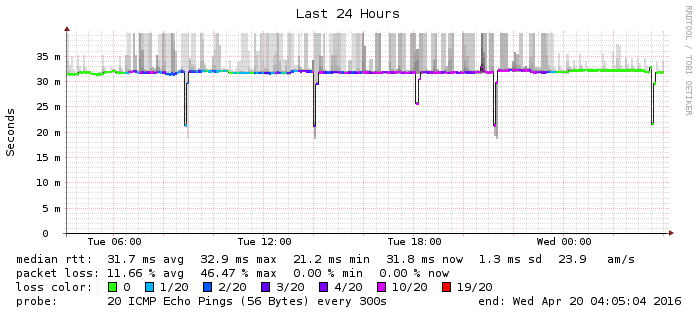 Last 24 Hours
RRDTOOL / TOBI OETIKER
Seconds
35 m
30 m
25 m
20 m
15 m
10 m
5 m
0
Tue 06:00 Tue 12:00 Tue 18:00 Wed 00:00
median rtt: 31.7 ms avg 32.9 ms max 21.2 ms min 31.8 ms now 1.3 ms sd 23.9 am/s
packet loss: 11.66 % avg 46.47 % max 0.00 % min 0.00 % now
loss color: 0 1/20 2/20 3/20 4/20 10/20 19/20
probe: 20 ICMP Echo Pings (56 Bytes) every 300s end: Wed Apr 20 04:05:04 2016